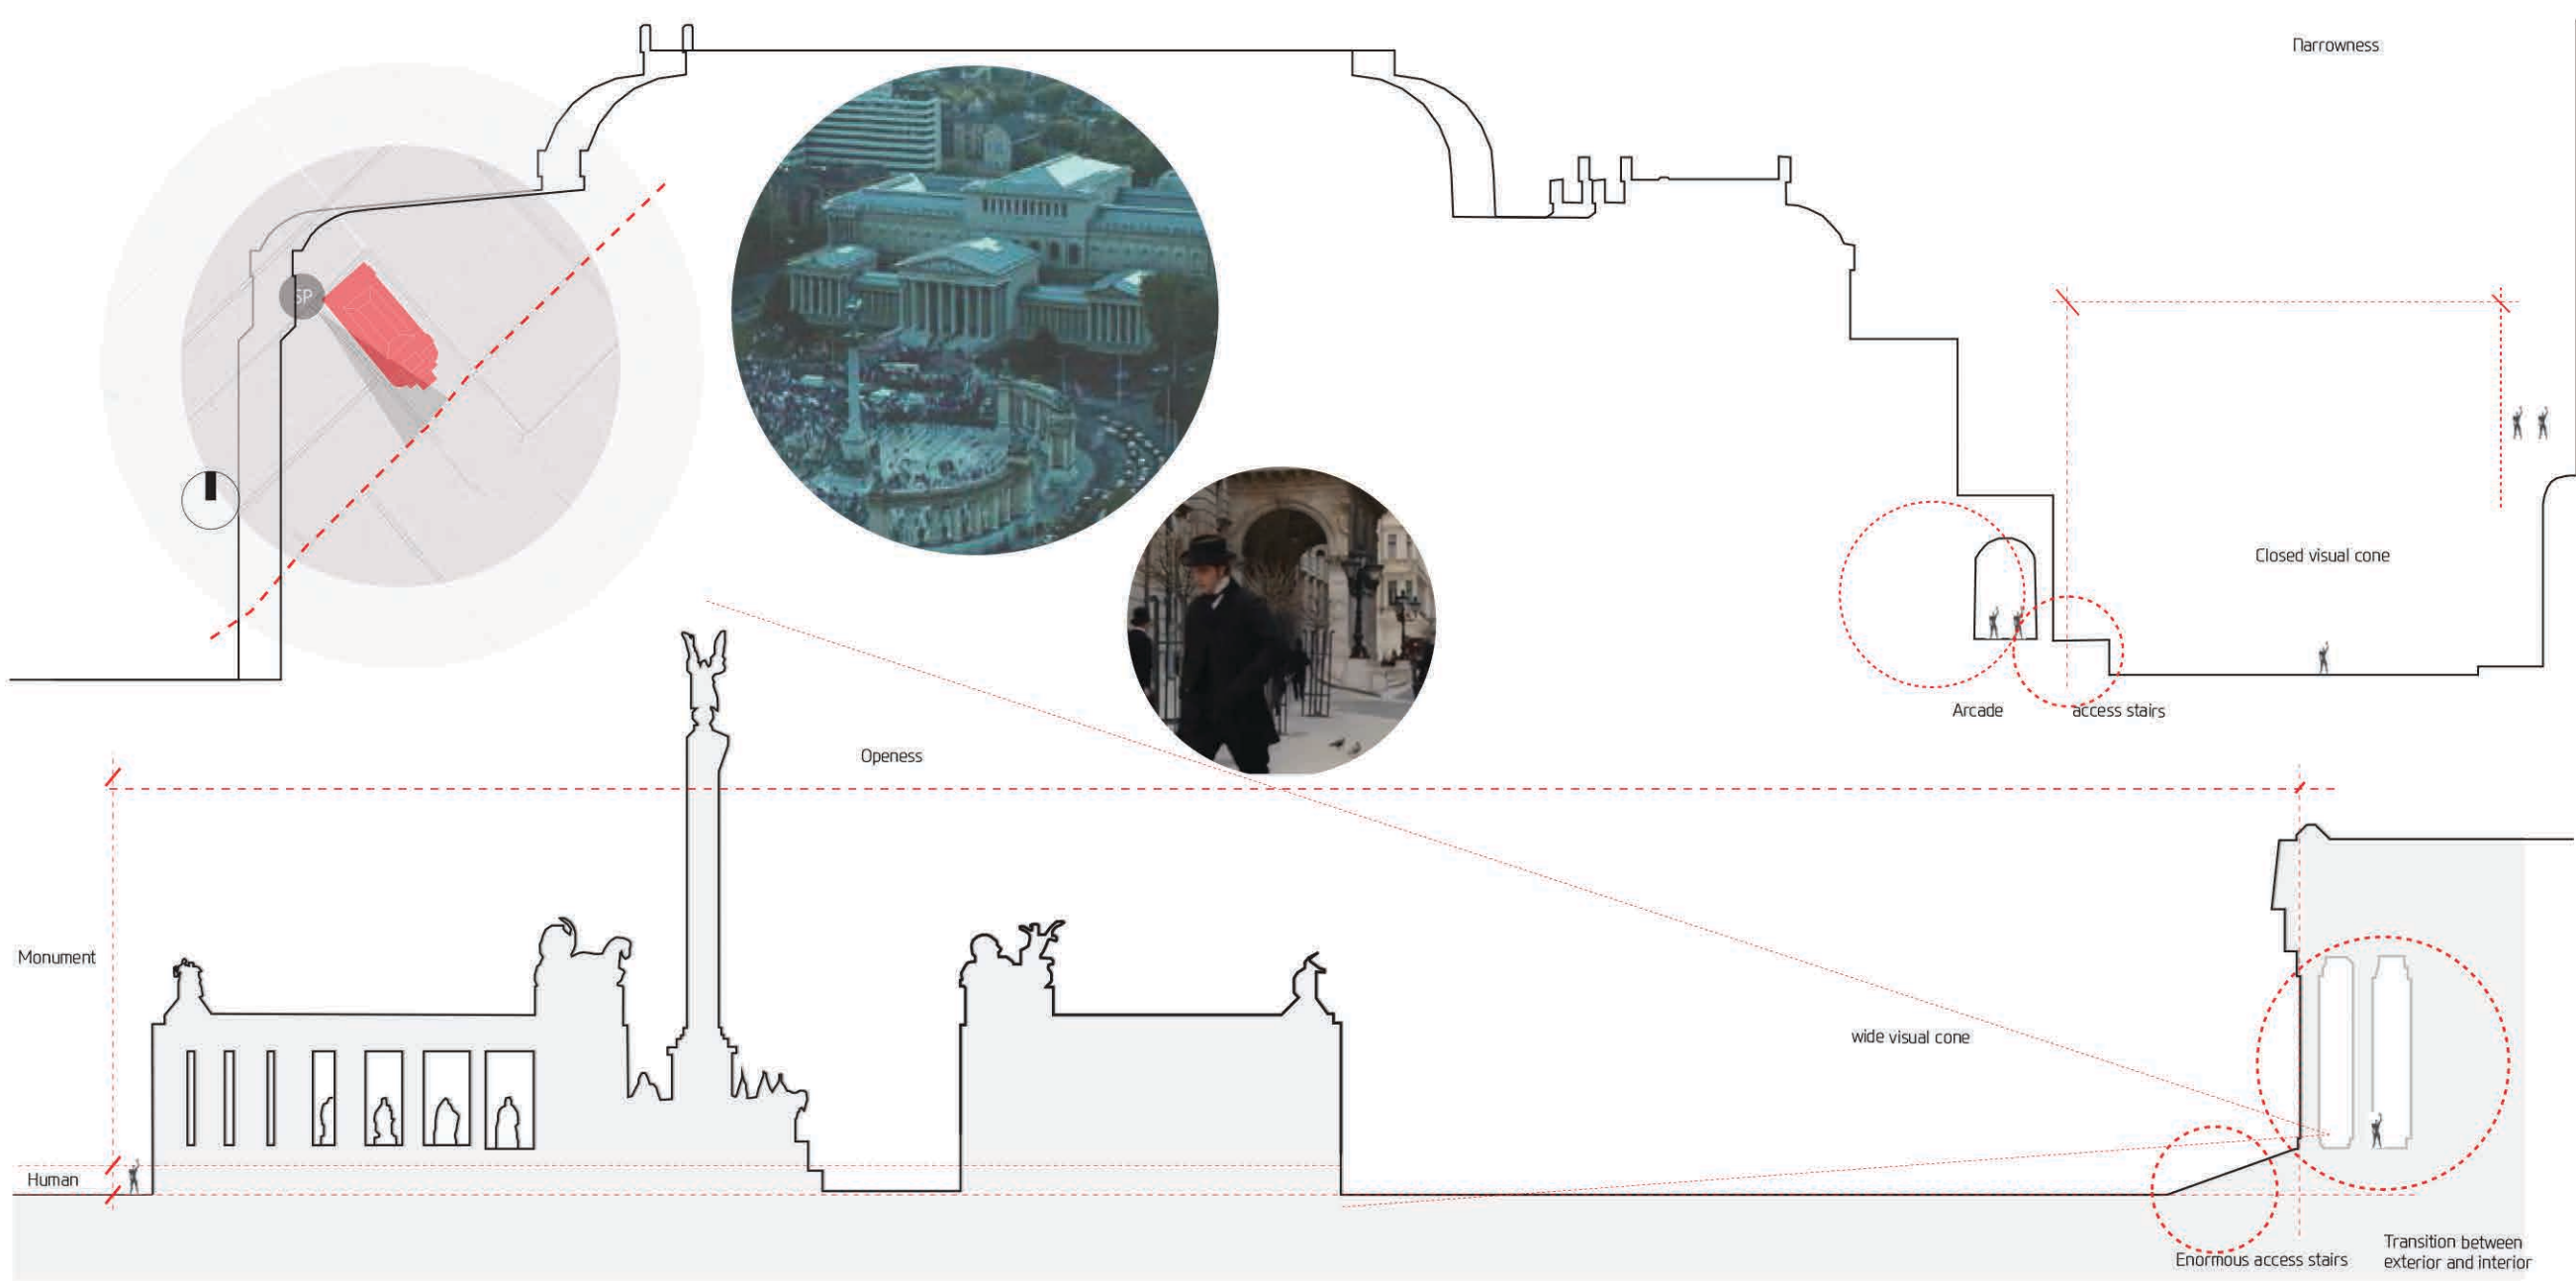 Narrowness
SP
Closed visual cone
Arcade
access stairs
Openess
Monument
wide visual cone
Human
Enormous access stairs
Transition between
exterior and interior